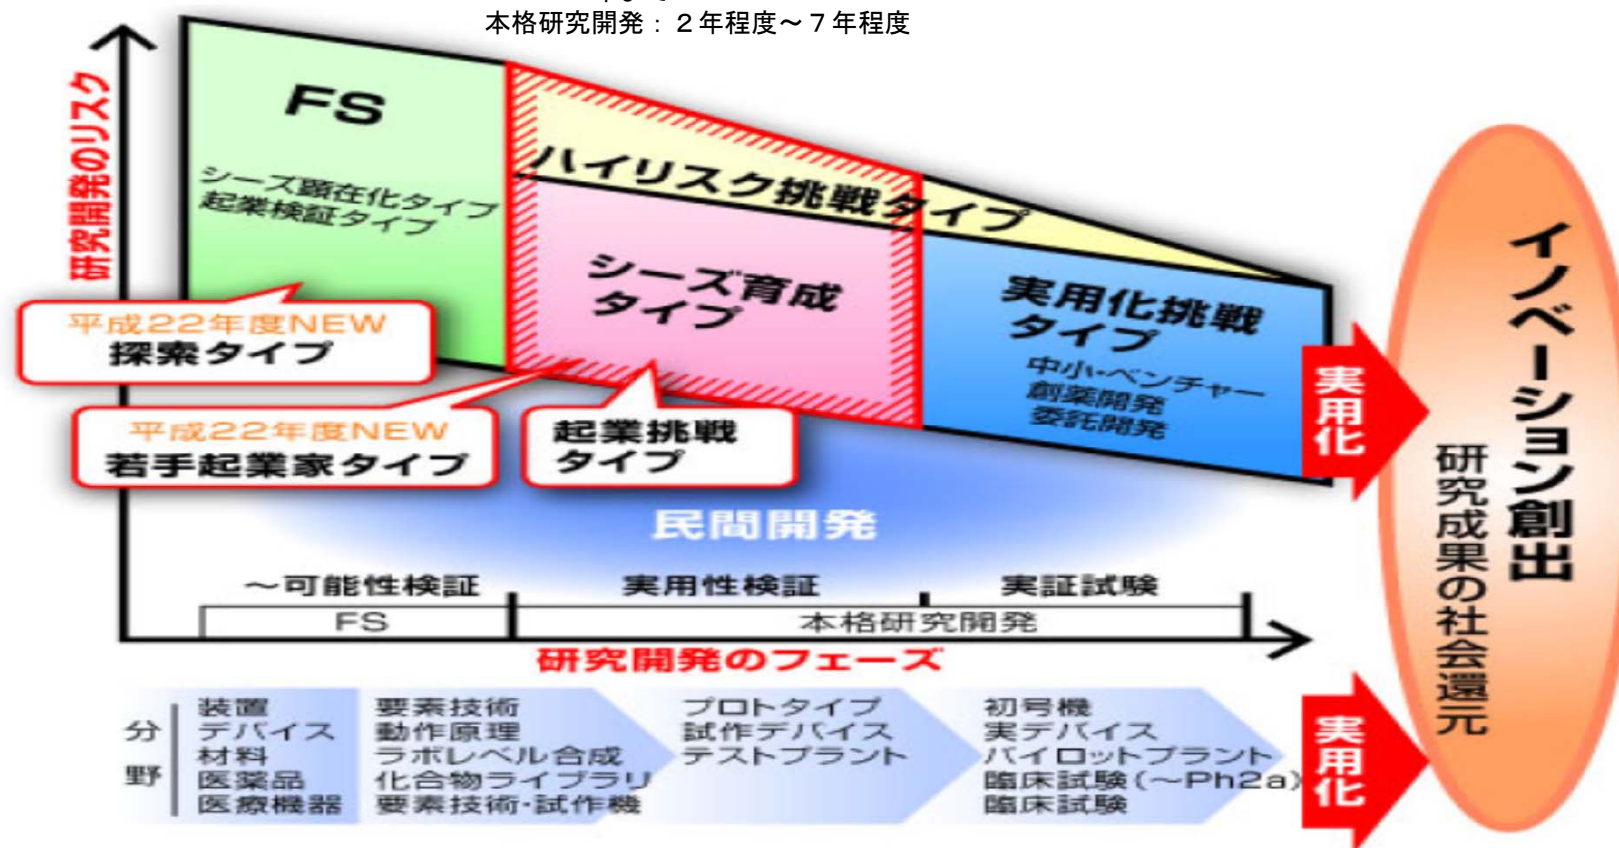 本格研究開発：２年程度～７年程度
研究開発のリスク
FS
シーズ顕在化タイプ
起業検証タイプ
ハイリスク挑戦タイプ
シーズ育成
タイプ
実用化挑戦
タイプ
中小・ベンチャー
創薬開発
委託開発
平成22年度NEW
探索タイプ
平成22年度NEW
若手起業家タイプ
起業挑戦
タイプ
民間開発
実用化
イノベーション創出
研究成果の社会還元
～可能性検証
実用性検証
実証試験
FS
本格研究開発
研究開発のフェーズ
分野
装置
デバイス
材料
医薬品
医療機器
要素技術
動作原理
ラボレベル合成
化合物ライブラリ
要素技術・試作機
プロトタイプ
試作デバイス
テストプラント
初号機
実デバイス
パイロットプラント
臨床試験(～Ph2a)
臨床試験
実用化